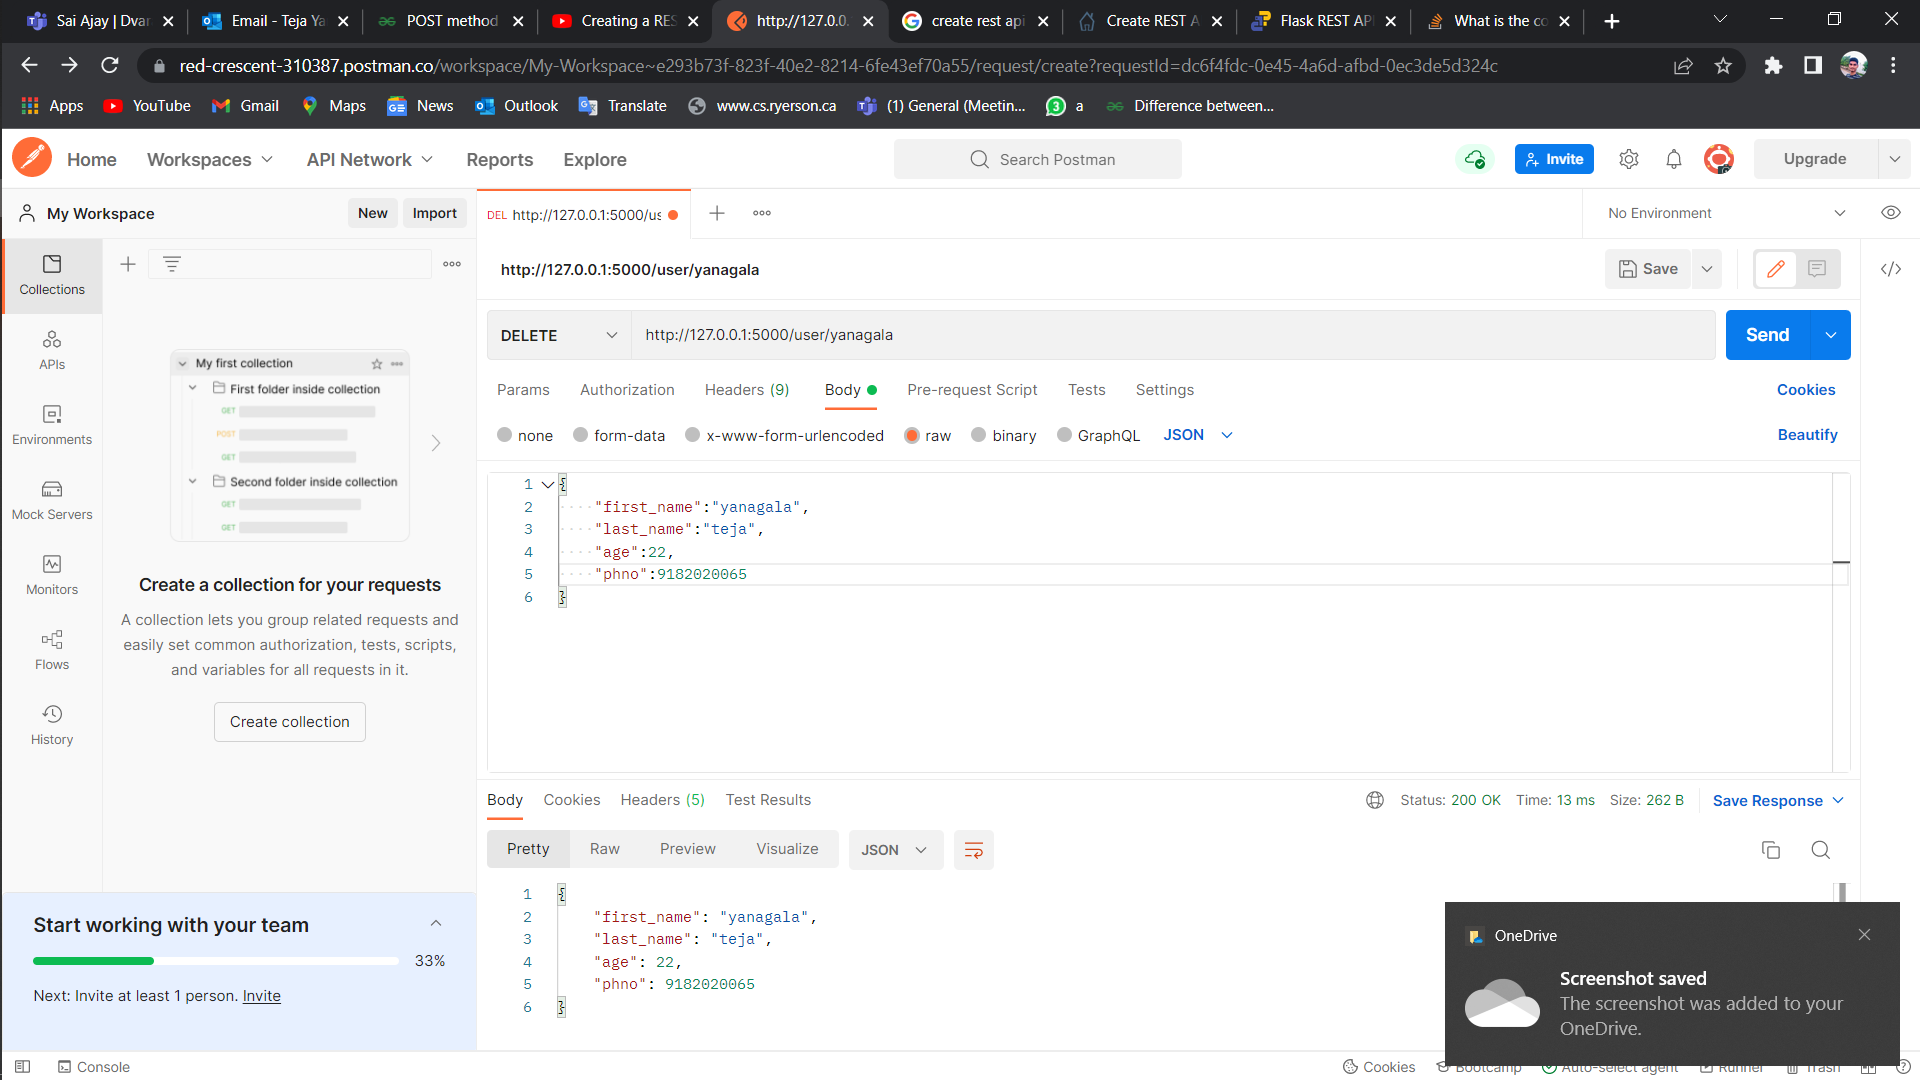 Sai Ajay | Dvar
Email - Teja Ya
POST method
Creating a RES
http://127.0.0.
create rest api
Create REST A
Flask REST API
What is the co
red-crescent-310387.postman.co/workspace/My-Workspace~e293b73f-823f-40e2-8214-6fe43ef70a55/request/create?requestId=dc6f4fdc-0e45-4a6d-afbd-0ec3de5d324c
Apps YouTube Gmail Maps News Outlook Translate www.cs.ryerson.ca (1) General (Meetin... 3 a Difference between...
Home Workspaces API Network Reports Explore Search Postman Invite Upgrade
My Workspace New Import DEL http://127.0.0.1:5000/us No Environment
http://127.0.0.1:5000/user/yanagala Save
DELETE http://127.0.0.1:5000/user/yanagala Send
Params Authorization Headers (9) Body Pre-request Script Tests Settings Cookies
none form-data x-www-form-urlencoded raw binary GraphQL JSON Beautify
1 {
2 "first_name":"yanagala",
3 "last_name":"teja",
4 "age":22,
5 "phno":9182020065
6 }
Collections
APIs
Environments
Mock Servers
Monitors
Flows
History
My first collection
First folder inside collection
GET
POST
GET
Second folder inside collection
GET
GET
Create a collection for your requests
A collection lets you group related requests and
easily set common authorization, tests, scripts,
and variables for all requests in it.
Create collection
Body Cookies Headers (5) Test Results Status: 200 OK Time: 13 ms Size: 262 B Save Response
Pretty Raw Preview Visualize JSON
1 {
2 "first_name": "yanagala",
3 "last_name": "teja",
4 "age": 22,
5 "phno": 9182020065
6 }
Start working with your team
33%
Next: Invite at least 1 person. Invite
OneDrive
Screenshot saved
The screenshot was added to your
OneDrive.
Console Cookies Bootcamp Auto-select agent Runner Trash